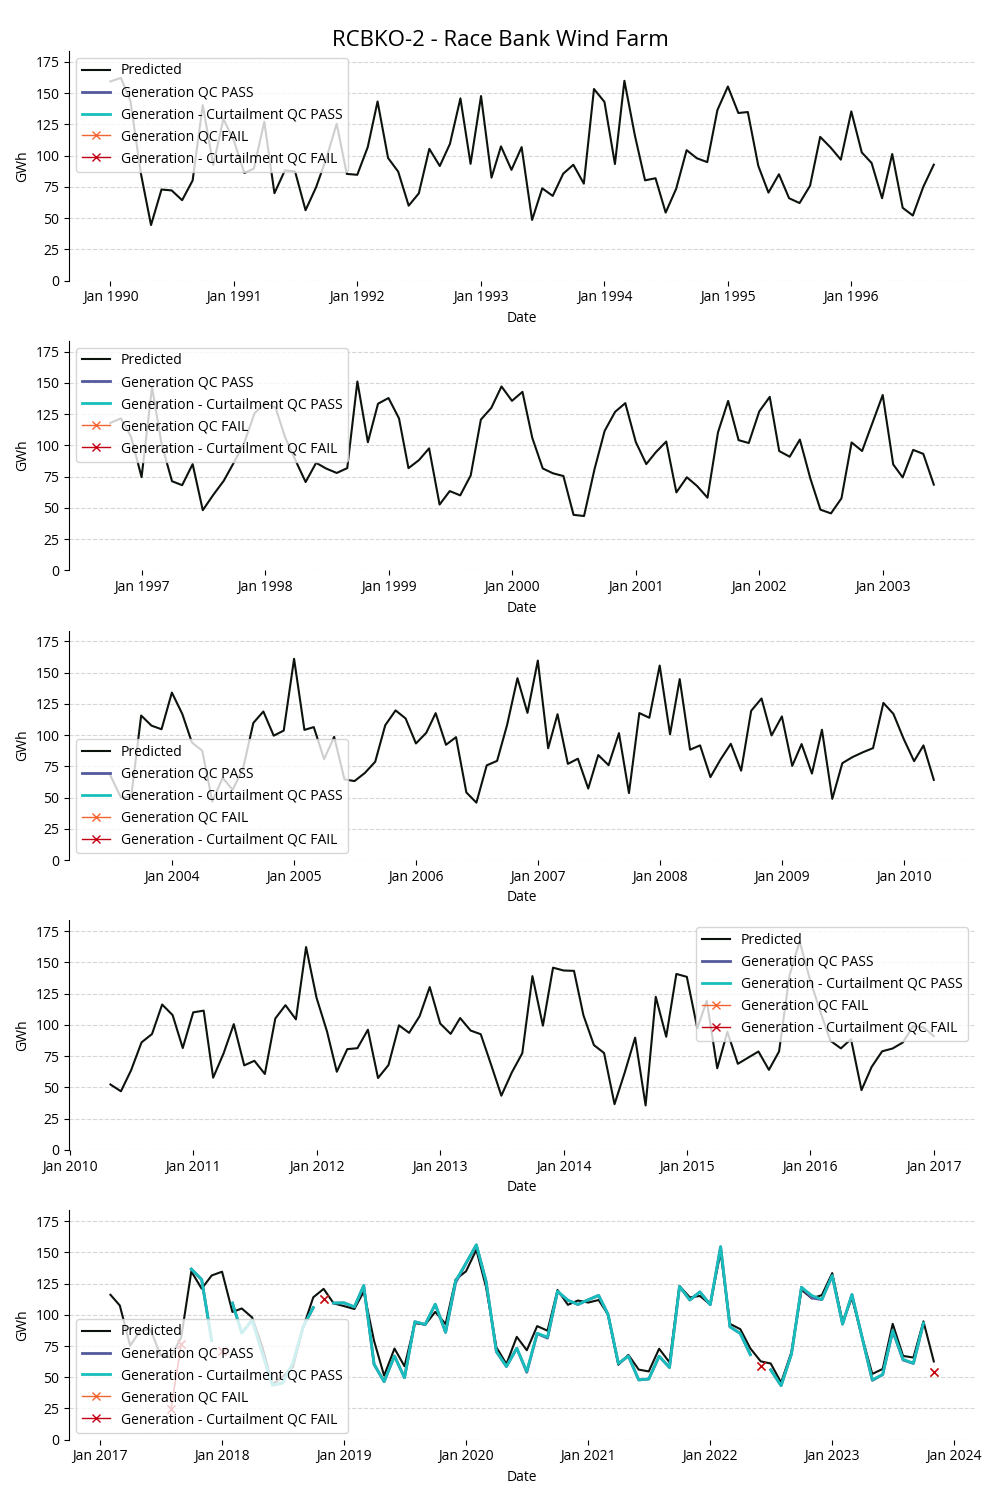 RCBKO-2 - Race Bank Wind Farm
175
150
125
100
75
50
25
0
GWh
Predicted
Generation QC PASS
Generation - Curtailment QC PASS
Generation QC FAIL
Generation - Curtailment QC FAIL
Jan 1990 Jan 1991 Jan 1992 Jan 1993 Jan 1994 Jan 1995 Jan 1996
Date
175
150
125
100
75
50
25
0
GWh
Predicted
Generation QC PASS
Generation - Curtailment QC PASS
Generation QC FAIL
Generation - Curtailment QC FAIL
Jan 1997 Jan 1998 Jan 1999 Jan 2000 Jan 2001 Jan 2002 Jan 2003
Date
175
150
125
100
75
50
25
0
GWh
Predicted
Generation QC PASS
Generation - Curtailment QC PASS
Generation QC FAIL
Generation - Curtailment QC FAIL
Jan 2004 Jan 2005 Jan 2006 Jan 2007 Jan 2008 Jan 2009 Jan 2010
Date
175
150
125
100
75
50
25
0
GWh
Predicted
Generation QC PASS
Generation - Curtailment QC PASS
Generation QC FAIL
Generation - Curtailment QC FAIL
Jan 2010 Jan 2011 Jan 2012 Jan 2013 Jan 2014 Jan 2015 Jan 2016 Jan 2017
Date
175
150
125
100
75
50
25
0
GWh
Predicted
Generation QC PASS
Generation - Curtailment QC PASS
Generation QC FAIL
Generation - Curtailment QC FAIL
Jan 2017 Jan 2018 Jan 2019 Jan 2020 Jan 2021 Jan 2022 Jan 2023 Jan 2024
Date